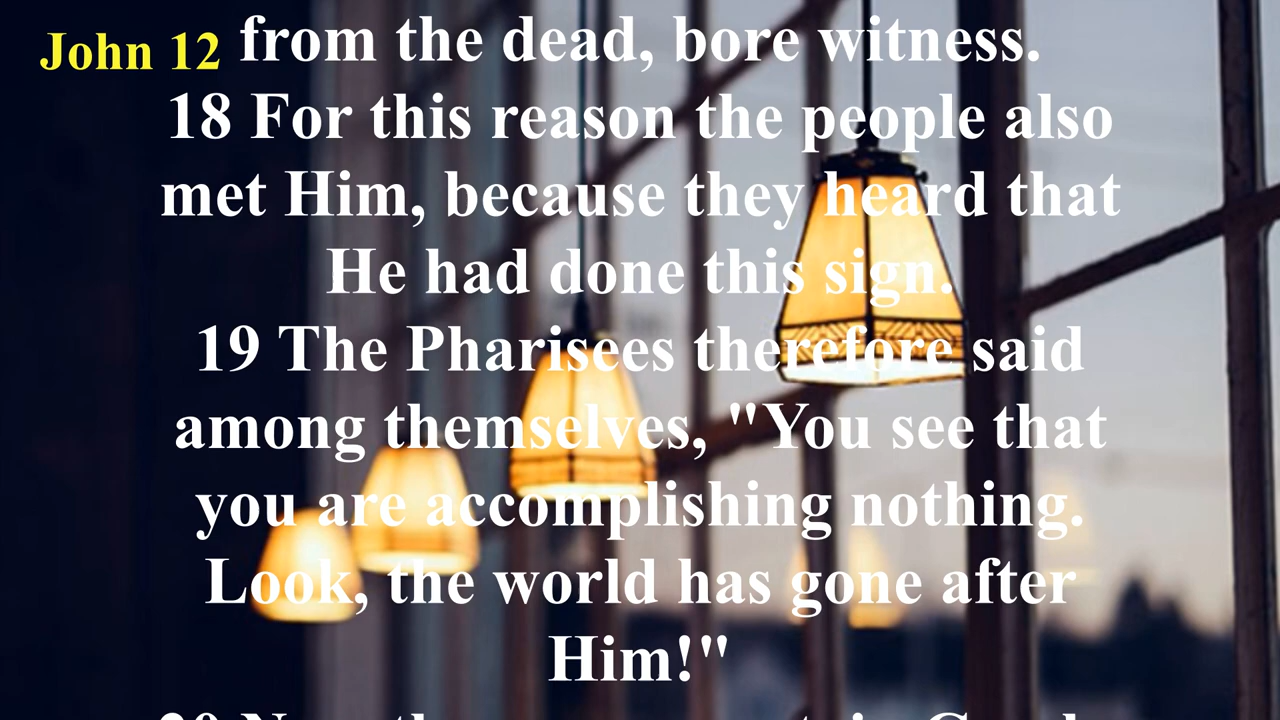 John 12
from the dead, bore witness.
18 For this reason the people also
met Him, because they heard that
He had done this sign.
19 The Pharisees therefore said
among themselves, "You see that
you are accomplishing nothing.
Look, the world has gone after
Him!"